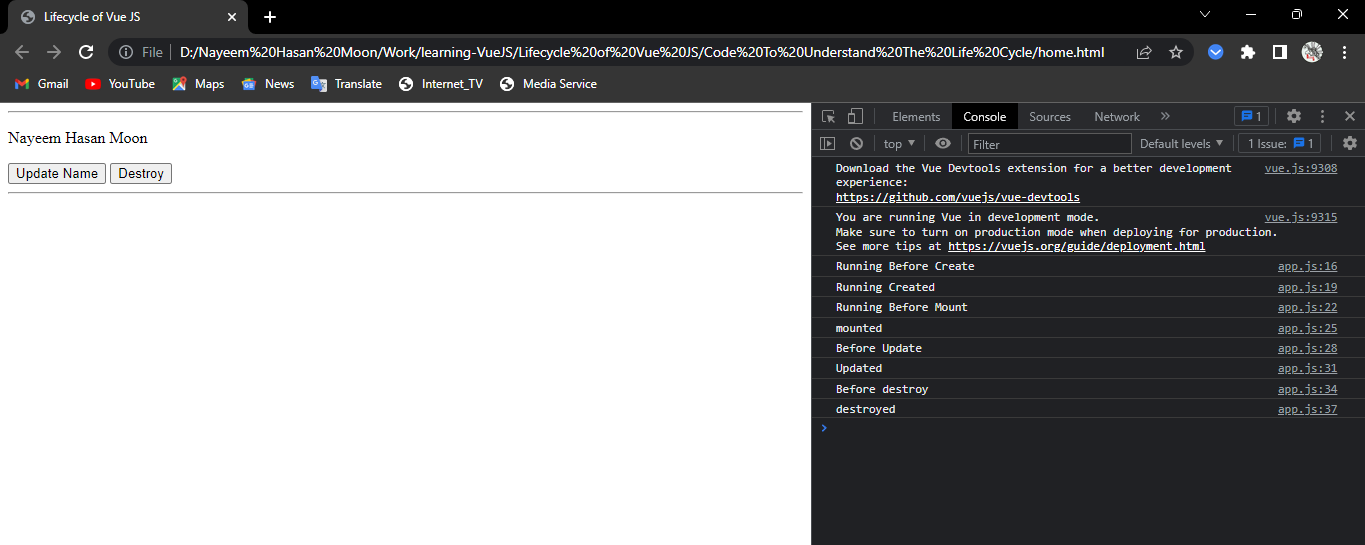 Lifecycle of Vue JS
File
D:/Nayeem%20Hasan%20Moon/Work/learning-VueJS/Lifecycle%20of%20Vue%20JS/Code%20To%20Understand%20The%20Life%20Cycle/home.html
Gmail YouTube Maps News Translate Internet_TV Media Service
Nayeem Hasan Moon
Update Name Destroy
Elements Console Sources Network » 1
top Filter Default levels 1 Issue: 1
Download the Vue Devtools extension for a better development vue.js:9308
experience:
https://github.com/vuejs/vue-devtools
You are running Vue in development mode. vue.js:9315
Make sure to turn on production mode when deploying for production.
See more tips at https://vuejs.org/guide/deployment.html
Running Before Create app.js:16
Running Created app.js:19
Running Before Mount app.js:22
mounted app.js:25
Before Update app.js:28
Updated app.js:31
Before destroy app.js:34
destroyed app.js:37